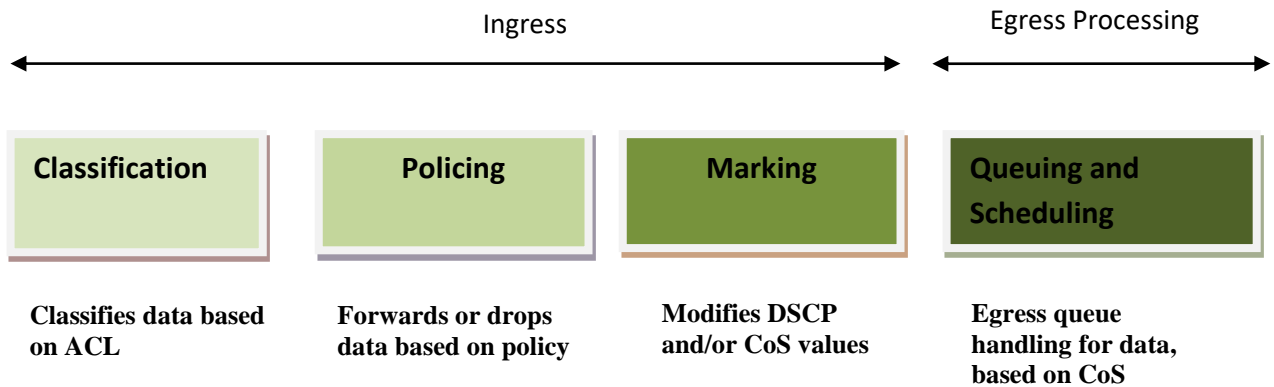 Ingress
Egress Processing
Classification
Policing
Marking
Queuing and
Scheduling
Classifies data based
on ACL
Forwards or drops
data based on policy
Modifies DSCP
and/or CoS values
Egress queue
handling for data,
based on CoS